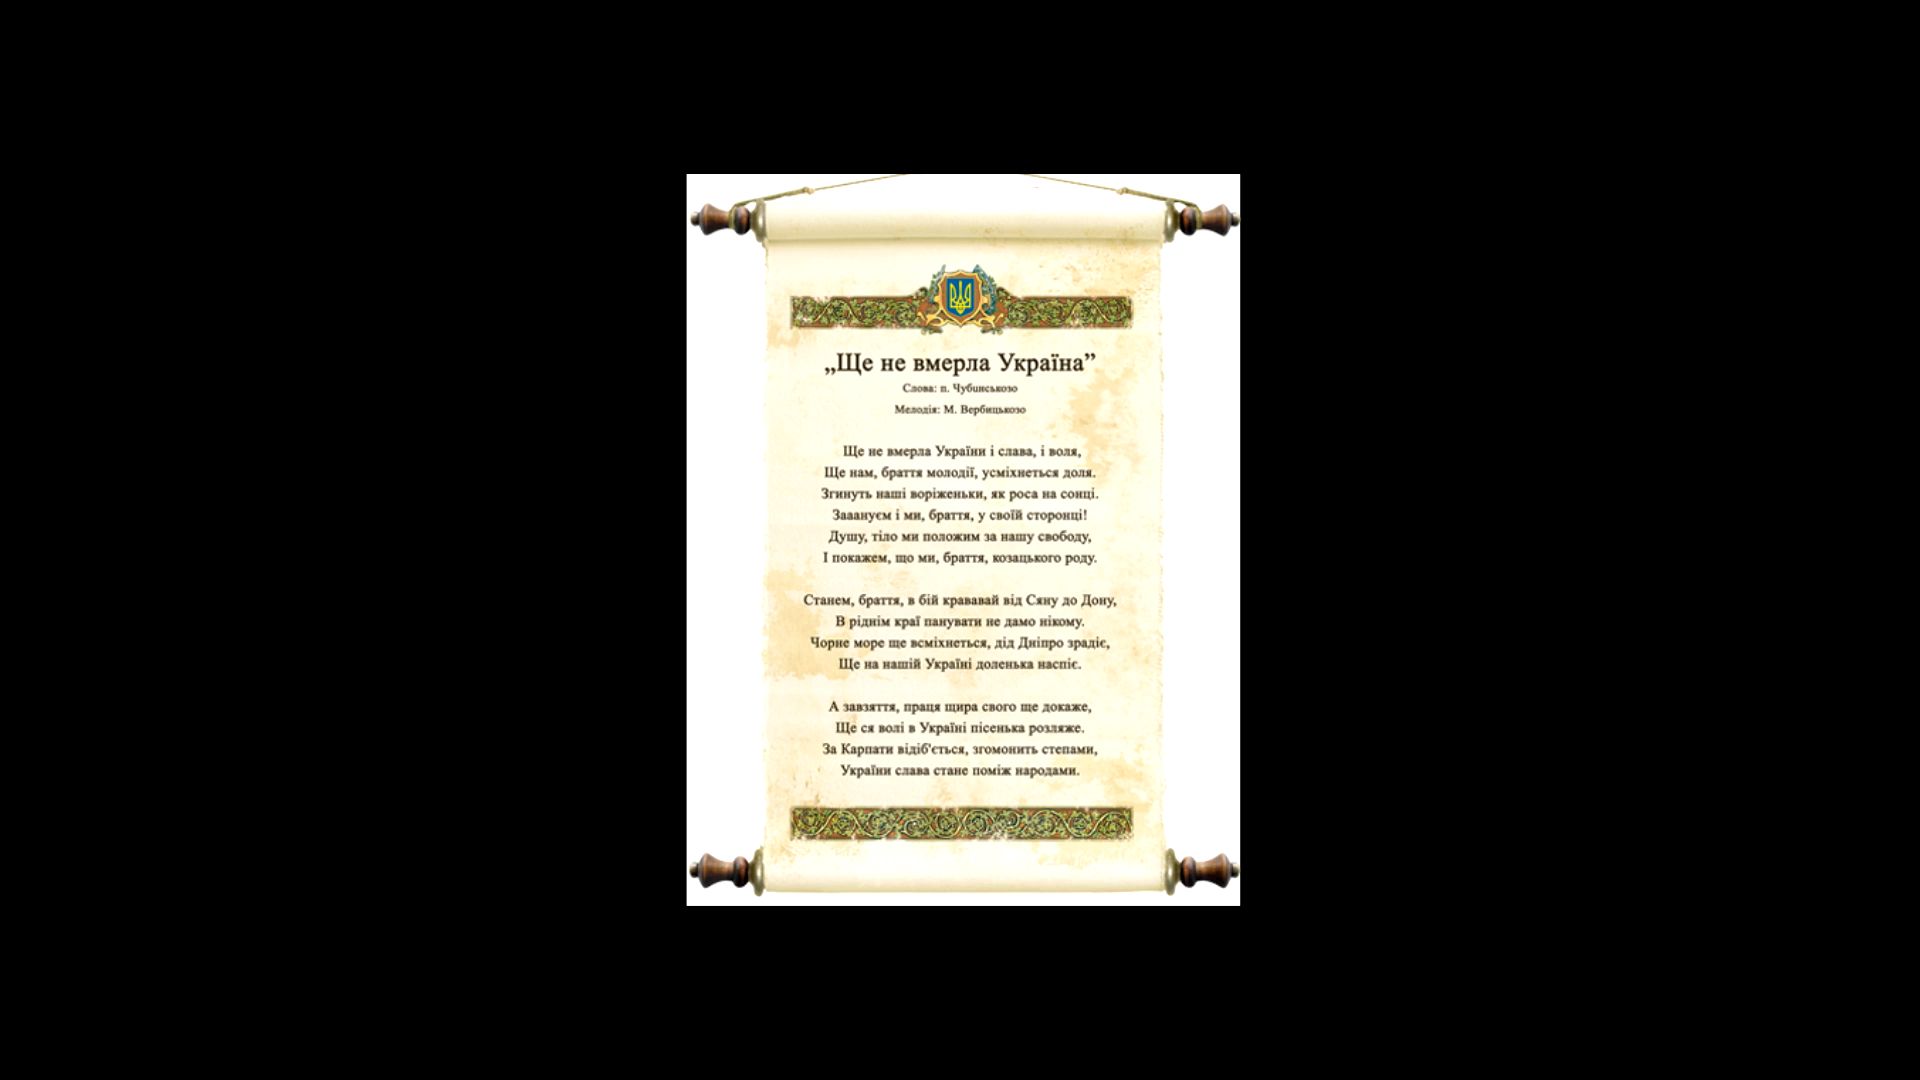 „Ще не вмерла Україна”
Слова: п. Чубинськозо
Мелодія: М. Вербицькозо
Ще не вмерла України і слава, і воля,
Ще нам, браття молодії, усміхнеться доля.
Згинуть наші воріженьки, як роса на сонці.
Зааануєм і ми, браття, у своїй сторонці!
Душу, тіло ми положим за нашу свободу,
І покажем, що ми, браття, козацького роду.
Станем, браття, в бій кравaвай від Сяну до Дону,
В ріднім краї панувати не дамо нікому.
Чорне море ще всміхнеться, дід Дніпро зрадіє,
Ще на нашій Україні доленька наспіє.
А завзяття, праця щира свого ще докаже,
Ще ся волі в Україні пісенька розляже.
За Карпати відіб'ється, згомонить степами,
України слава стане поміж народами.